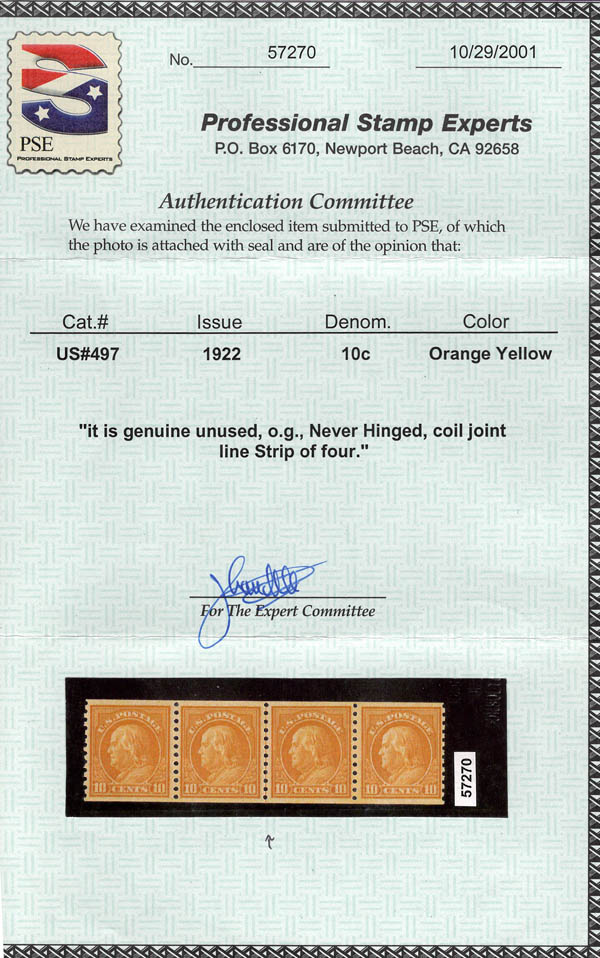 No. 57270 10/29/2001
PSE
PROFESSIONAL STAMP EXPERTS
Professional Stamp Experts
P.O. Box 6170, Newport Beach, CA 92658
Authentication Committee
We have examined the enclosed item submitted to PSE, of which
the photo is attached with seal and are of the opinion that:
Cat.# Issue Denom. Color
US#497 1922 10c Orange Yellow
"it is genuine unused, o.g., Never Hinged, coil joint
line Strip of four."
For The Expert Committee
U.S. POSTAGE U.S. POSTAGE U.S. POSTAGE U.S. POSTAGE
10 CENTS 10 10 CENTS 10 10 CENTS 10 10 CENTS 10
57270